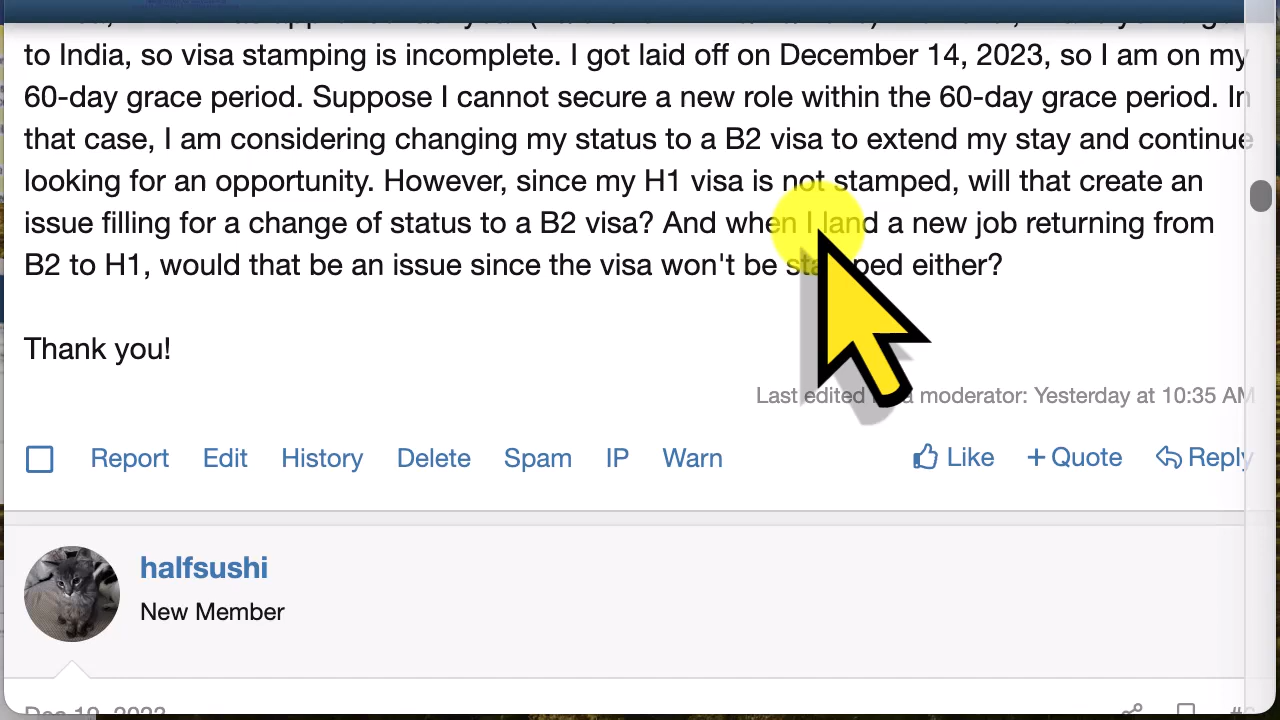 to India, so visa stamping is incomplete. I got laid off on December 14, 2023, so I am on my
60-day grace period. Suppose I cannot secure a new role within the 60-day grace period. In
that case, I am considering changing my status to a B2 visa to extend my stay and continue
looking for an opportunity. However, since my H1 visa is not stamped, will that create an
issue filling for a change of status to a B2 visa? And when I land a new job returning from
B2 to H1, would that be an issue since the visa won't be stamped either?
Thank you!
Last edited a moderator: Yesterday at 10:35 AM
Report Edit History Delete Spam IP Warn Like + Quote Reply
halfsushi
New Member
Dec 19, 2023